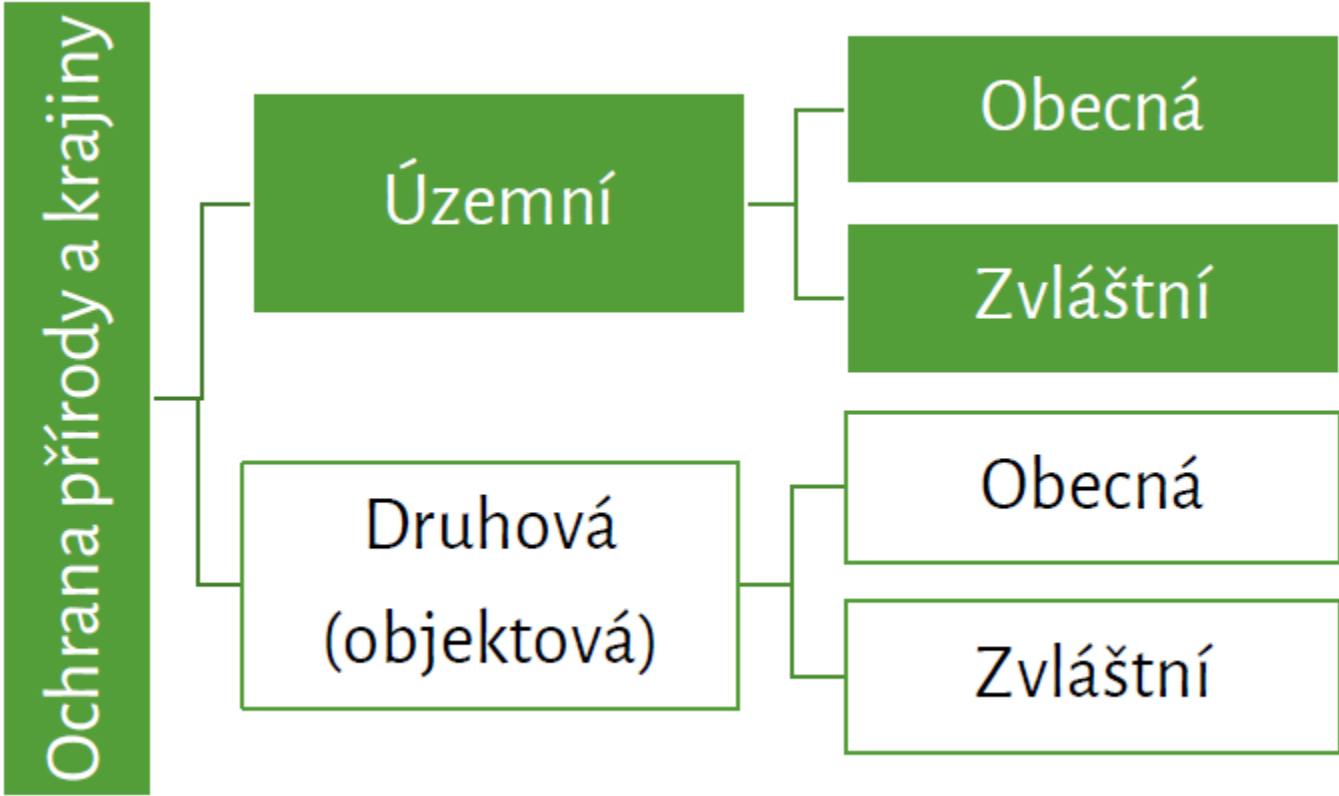 Ochrana přírody a krajiny
Územní
Obecná
Zvláštní
Druhová
(objektová)
Obecná
Zvláštní